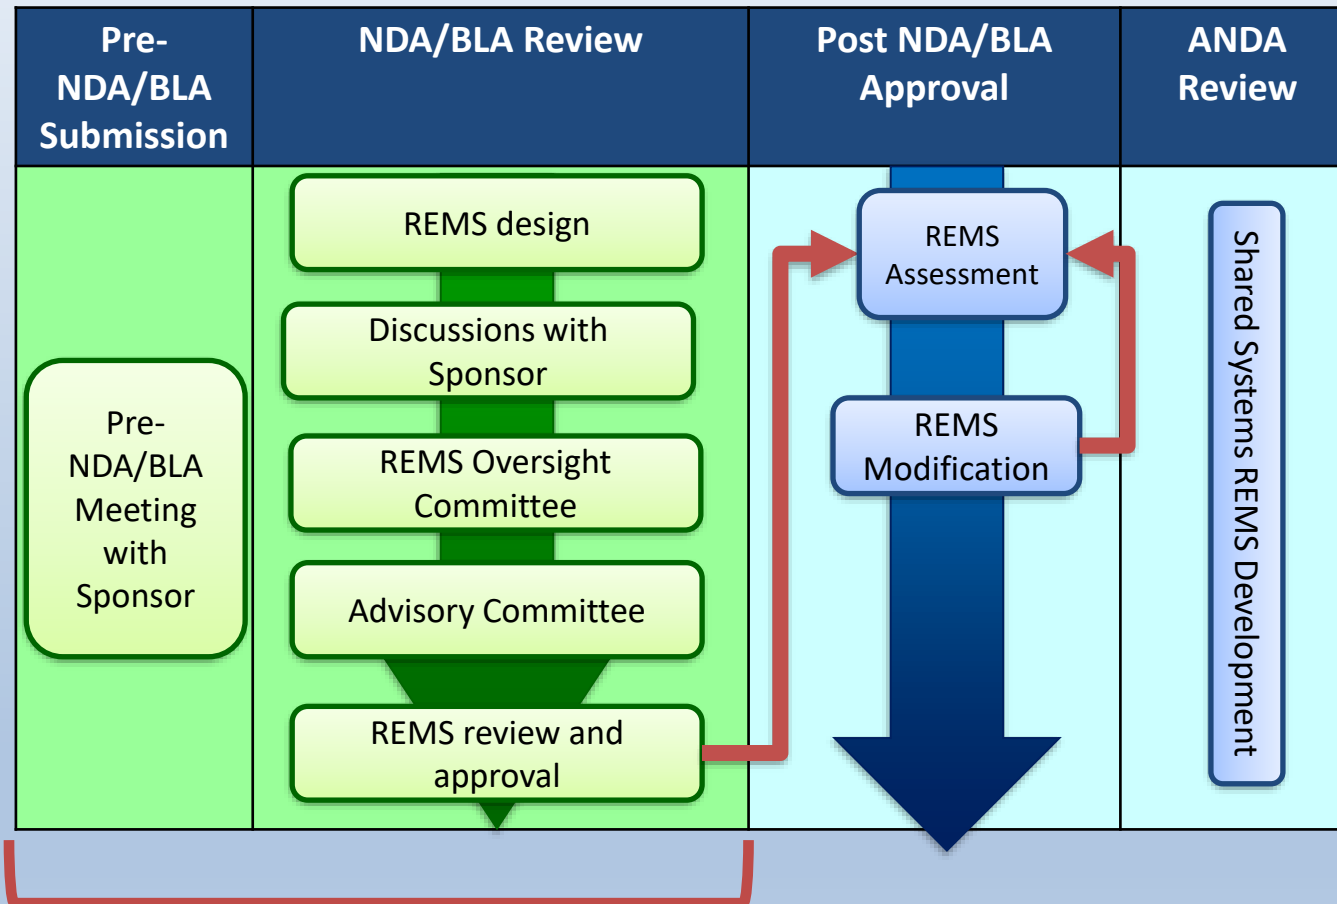 Pre-
NDA/BLA
Submission
NDA/BLA Review
Post NDA/BLA
Approval
ANDA
Review
Pre-
NDA/BLA
Meeting
with
Sponsor
REMS design
Discussions with
Sponsor
REMS Oversight
Committee
Advisory Committee
REMS review and
approval
REMS
Assessment
REMS
Modification
Shared Systems REMS Development